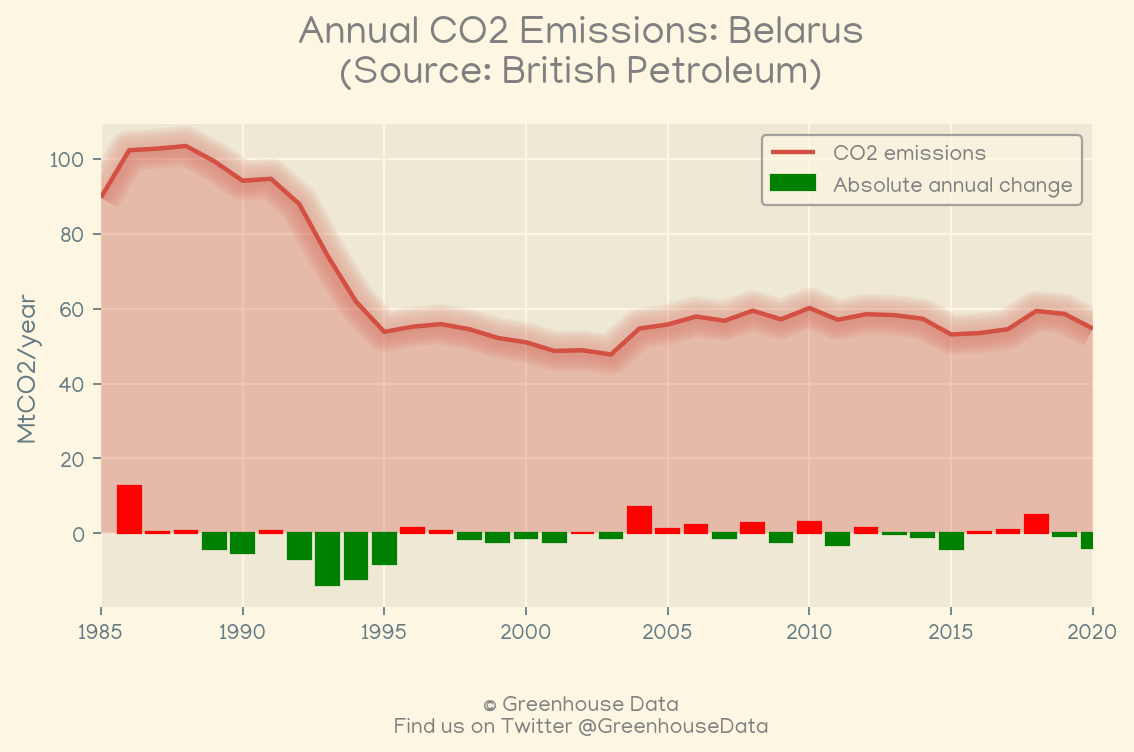 Annual CO2 Emissions: Belarus
(Source: British Petroleum)
CO2 emissions
Absolute annual change
MtCO2/year
100
80
60
40
20
0
1985 1990 1995 2000 2005 2010 2015 2020
© Greenhouse Data
Find us on Twitter @GreenhouseData